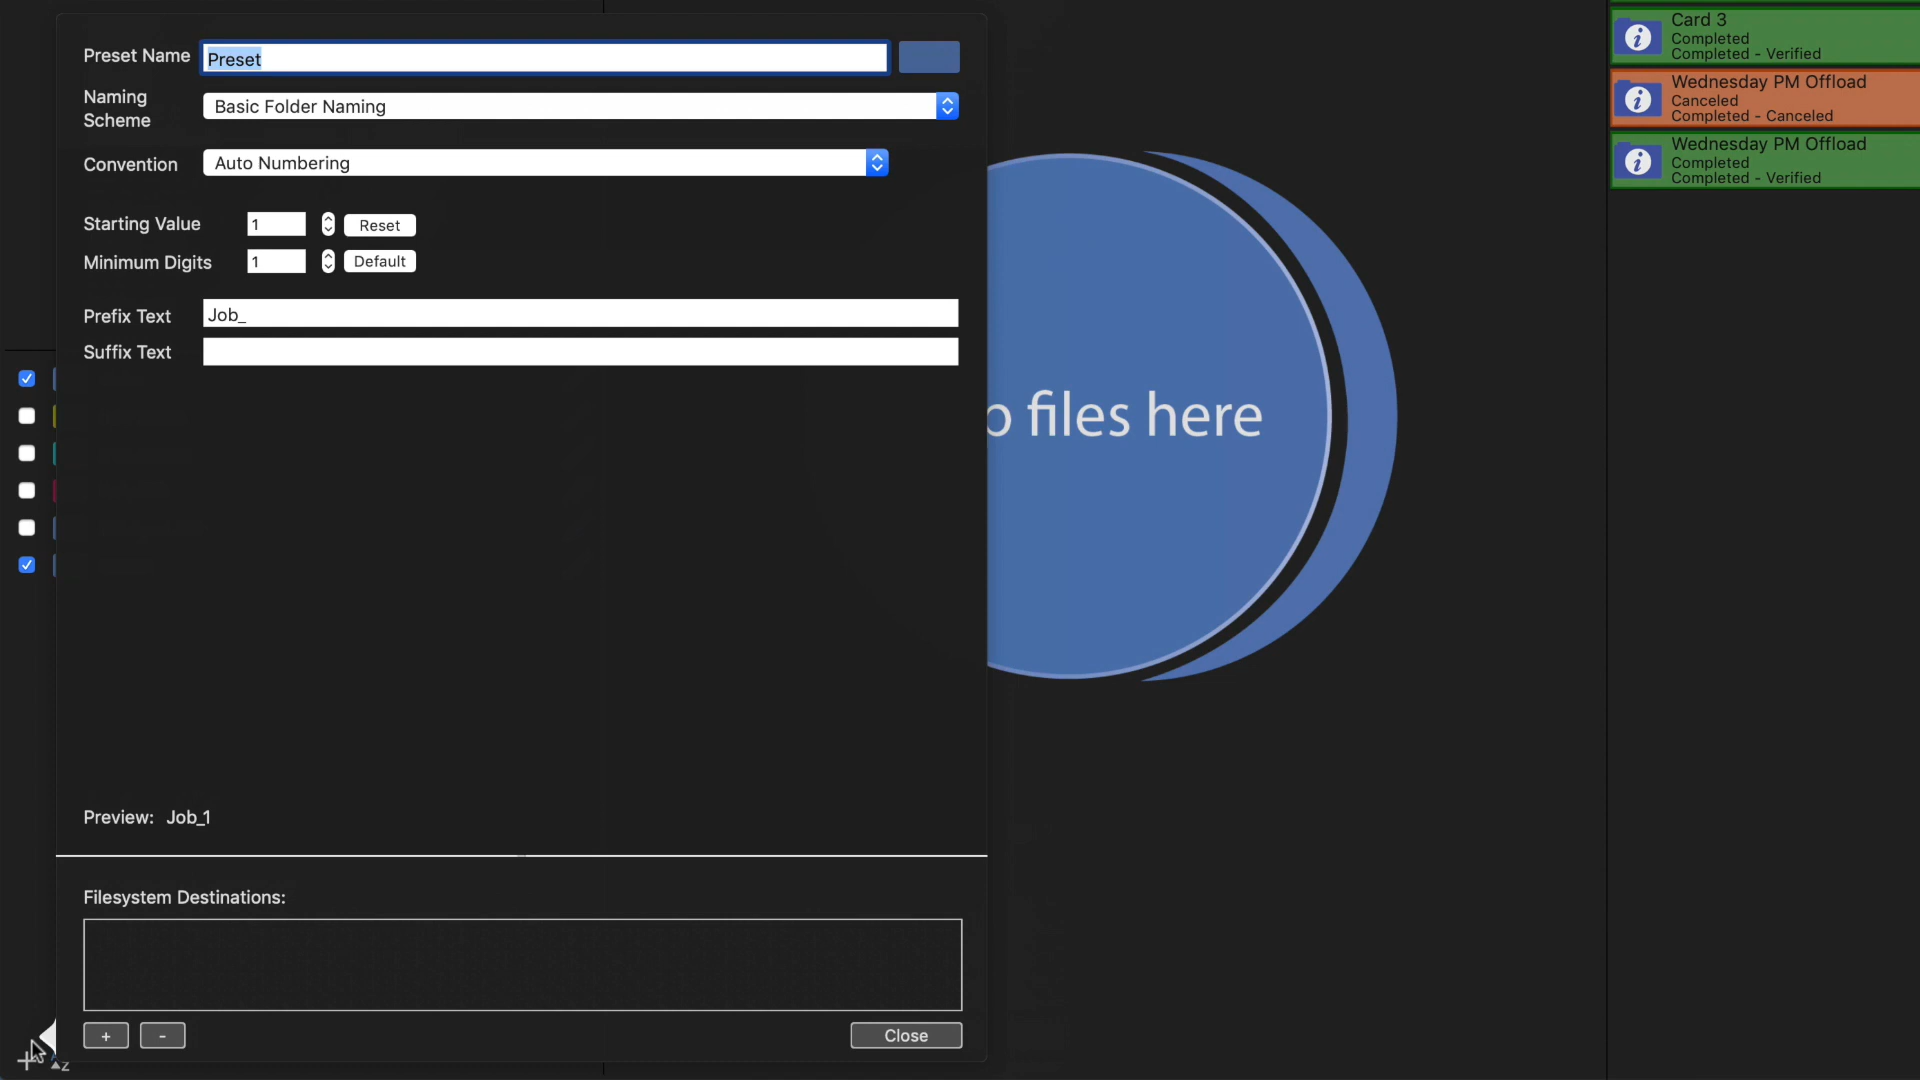 Preset Name Preset
Naming
Scheme
Basic Folder Naming
Convention Auto Numbering
Starting Value 1 Reset
Minimum Digits 1 Default
Prefix Text Job_
Suffix Text
Preview: Job_1
Filesystem Destinations:
+ - Close
files here
Card 3
Completed
Completed - Verified
Wednesday PM Offload
Canceled
Completed - Canceled
Wednesday PM Offload
Completed
Completed - Verified